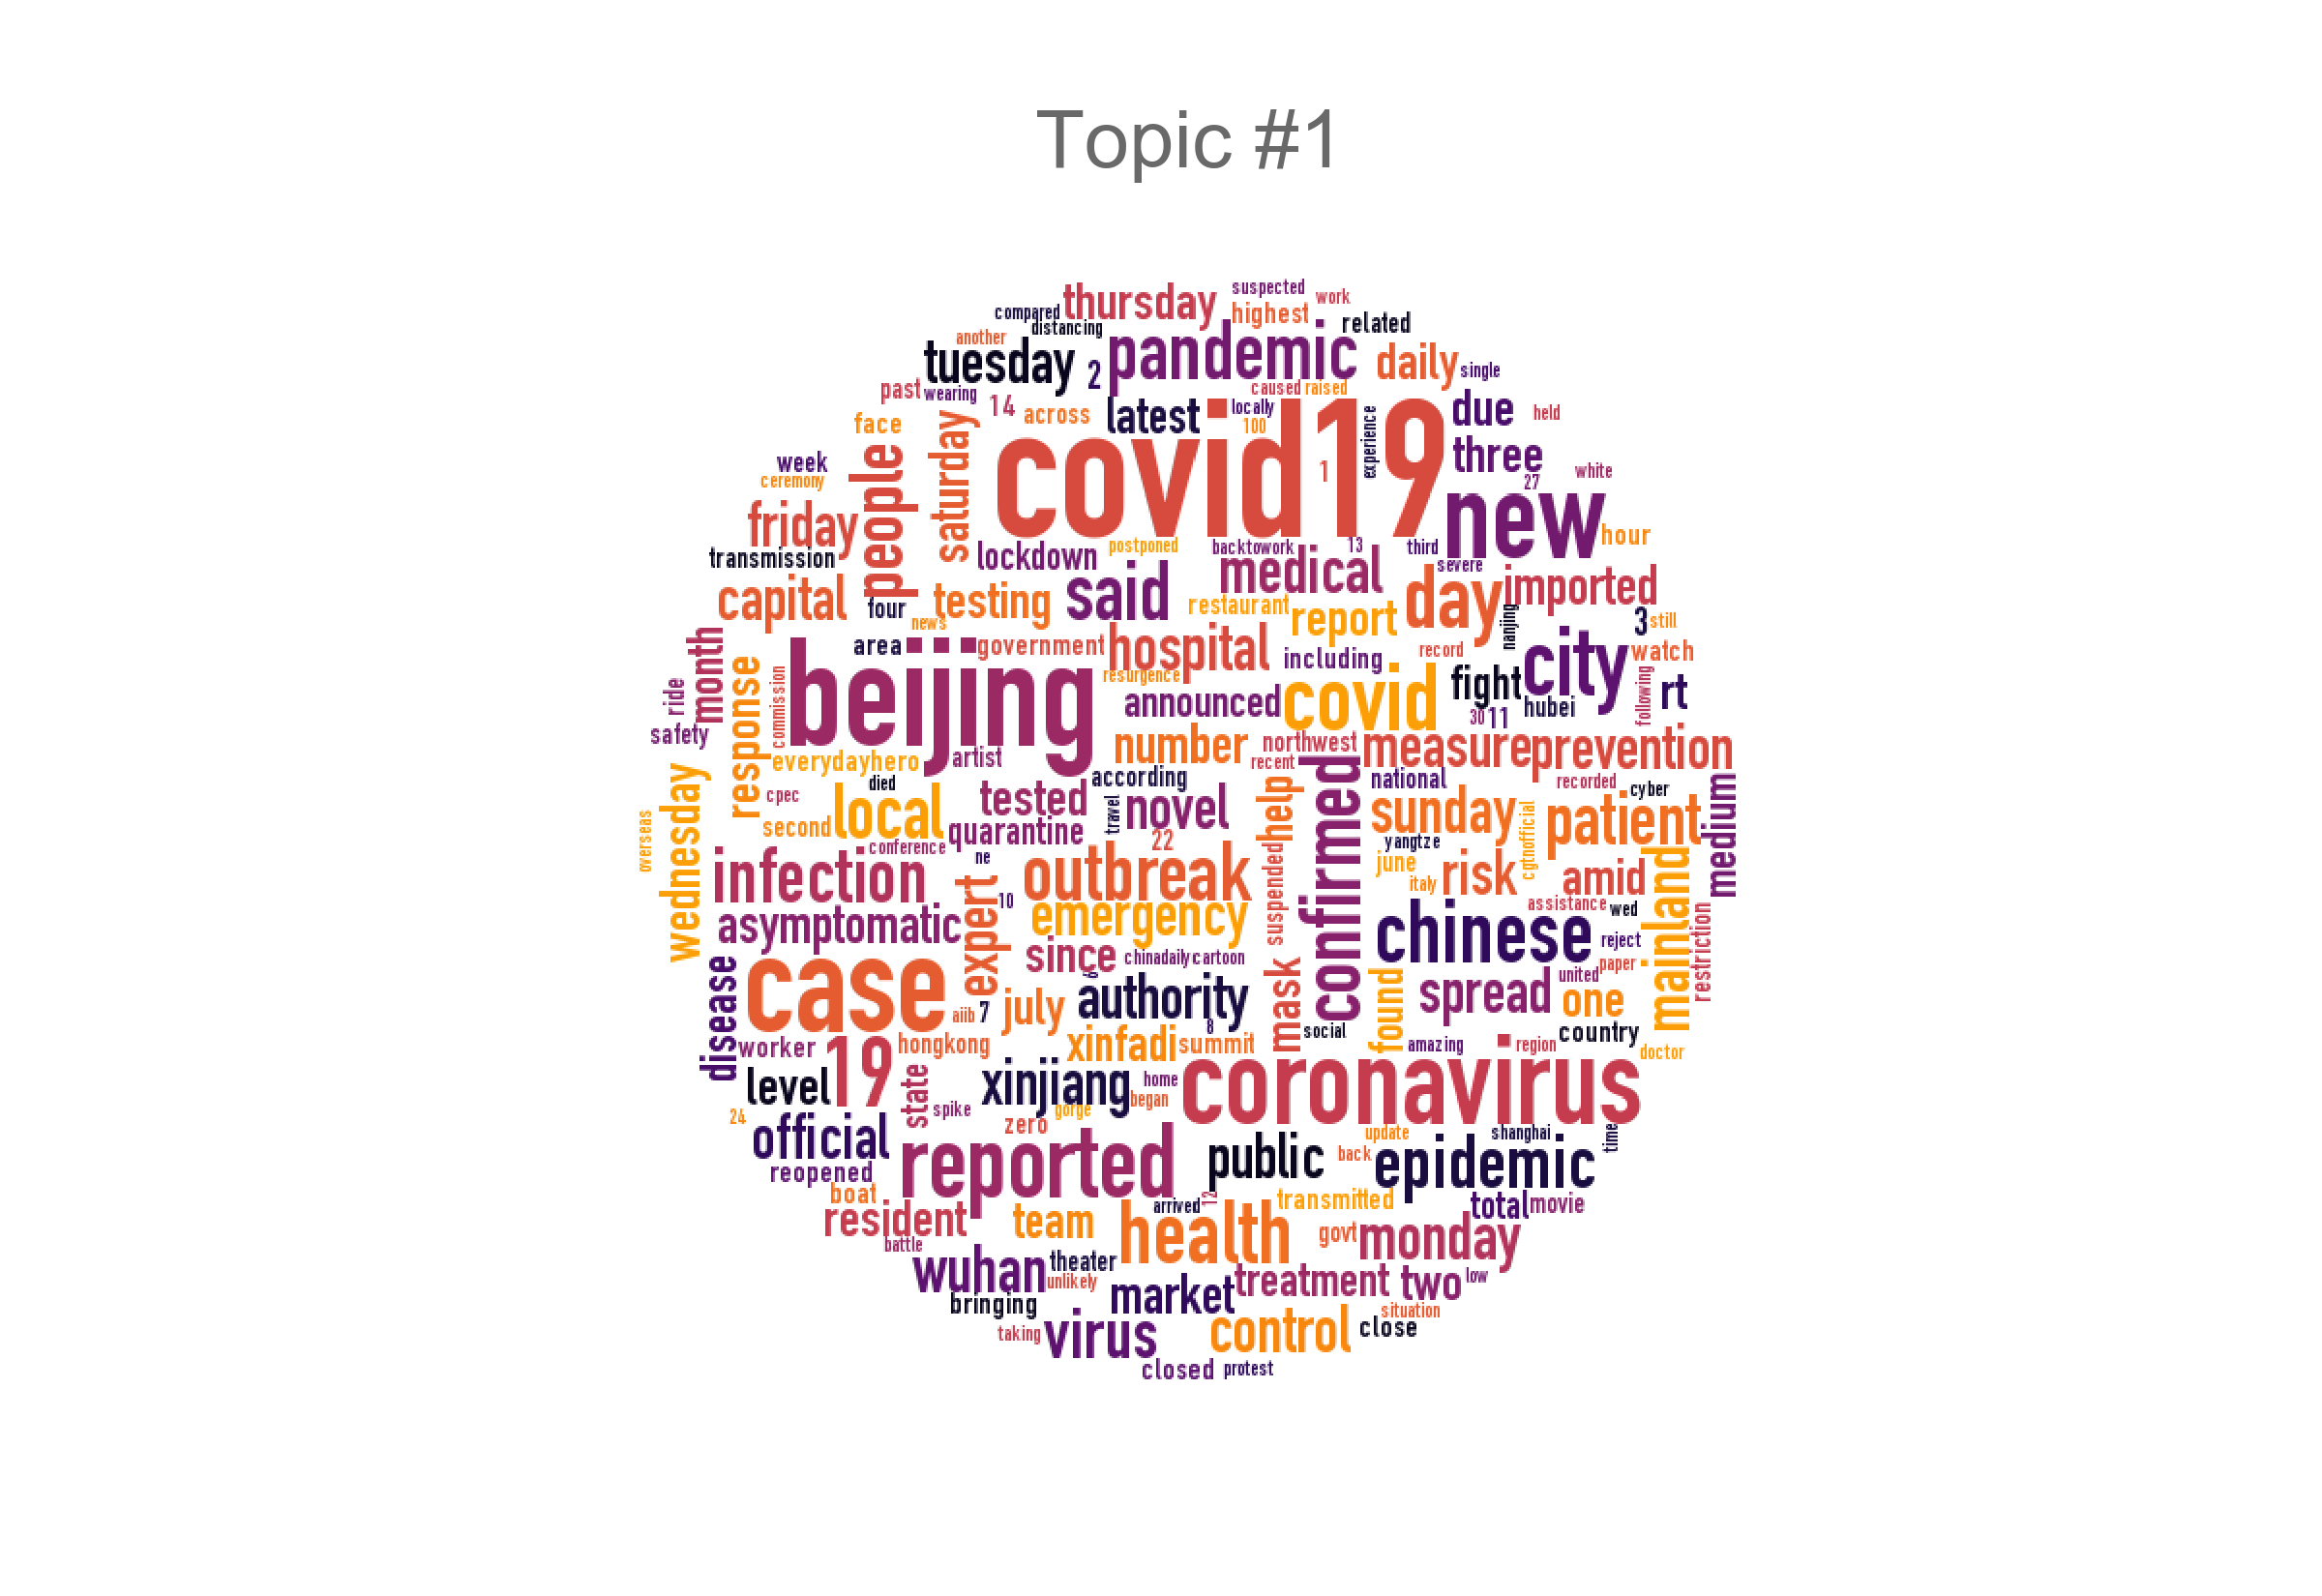 Topic #1
thursday
suspected
work
compared
distancing
highest
related
another
tuesday
2
pandemic
daily
single
past
wearing
14
across
latest
caused
raised
locally
100
covid19
1
experience
due
held
face
people
saturday
three
white
week
ceremony
27
new
friday
hour
transmission
lockdown
postponed
backtowork
13
third
severe
medical
capital
four
testing
said
restaurant
report
day
imported
nanjing
3
still
news
month
area
government
hospital
including
record
city
watch
response
commission
beijing
resurgence
covid
fight
rt
ride
announced
30
11
hubei
following
safety
number
northwest
measure
prevention
everydayhero
artist
recent
confirmed
national
recorded
cyber
medium
according
died
wednesday
cpec
local
tested
travel
novel
help
sunday
cgtnofficial
patient
overseas
second
quarantine
22
suspended
yangtze
conference
ne
outbreak
june
risk
amid
mainland
infection
expert
10
italy
emergency
assistance
wed
restriction
asymptomatic
since
chinadailycartoon
chinese
reject
disease
case
6
mask
found
united
paper
aiib
7
july
authority
spread
one
8
social
country
worker
19
hongkong
xinfadi
summit
amazing
region
doctor
level
state
xinjiang
home
began
coronavirus
24
spike
gorge
zero
official
reported
public
update
back
shanghai
time
epidemic
reopened
boat
arrived
12
transmitted
total
movie
resident
team
health
govt
monday
battle
wuhan
theater
unlikely
treatment
two
low
bringing
market
situation
taking
virus
control
close
closed
protest